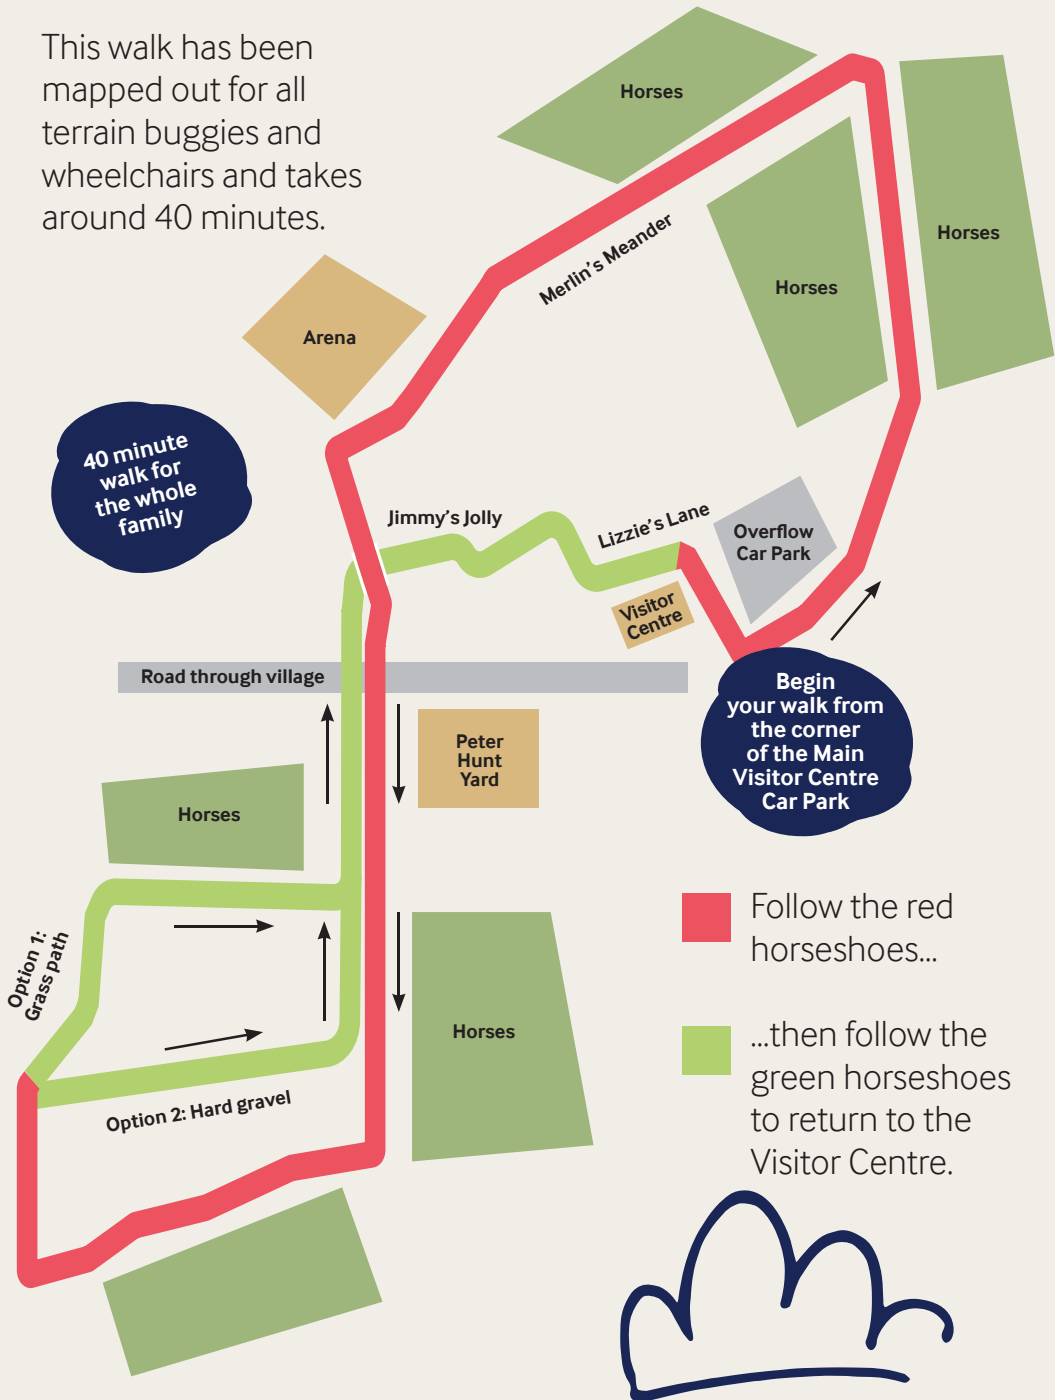 This walk has been
mapped out for all
terrain buggies and
wheelchairs and takes
around 40 minutes.
Horses
Horses
Horses
Merlin's Meander
Arena
40 minute
walk for
the whole
family
Jimmy's Jolly
Lizzie's Lane
Overflow
Car Park
Visitor
Centre
Road through village
Begin
your walk from
the corner
of the Main
Visitor Centre
Car Park
Peter
Hunt
Yard
Horses
Option 1:
Grass path
Horses
Option 2: Hard gravel
Follow the red
horseshoes...
...then follow the
green horseshoes
to return to the
Visitor Centre.